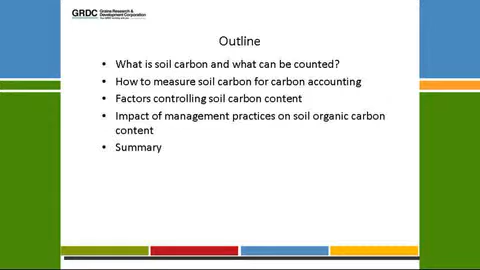 GRDC
Grains Research &
Development Corporation
Outline
• What is soil carbon and what can be counted?
• How to measure soil carbon for carbon accounting
• Factors controlling soil carbon content
• Impact of management practices on soil organic carbon
content
• Summary